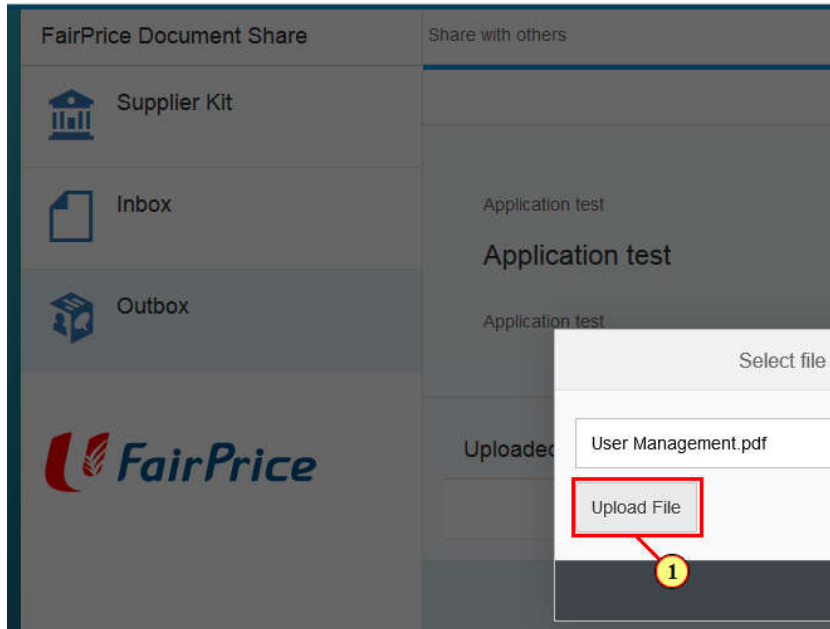 FairPrice Document Share
Share with others
Supplier Kit
Inbox
Outbox
FairPrice
Application test
Application test
Application test
Select file
Uploaded
User Management.pdf
Upload File
1